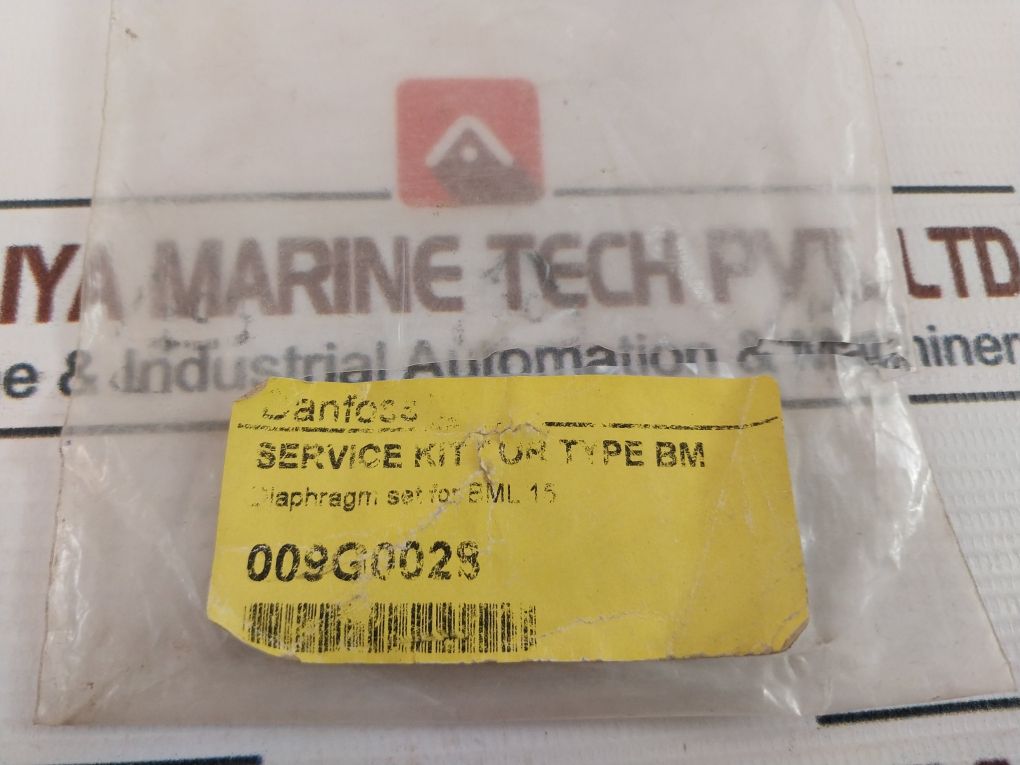 IYA MARINE TECH PVT. LTD
e & Industrial Automation & Machiner
Danfoss
SERVICE KIT FOR TYPE BM
Diaphragm set for BML 15
009G0028